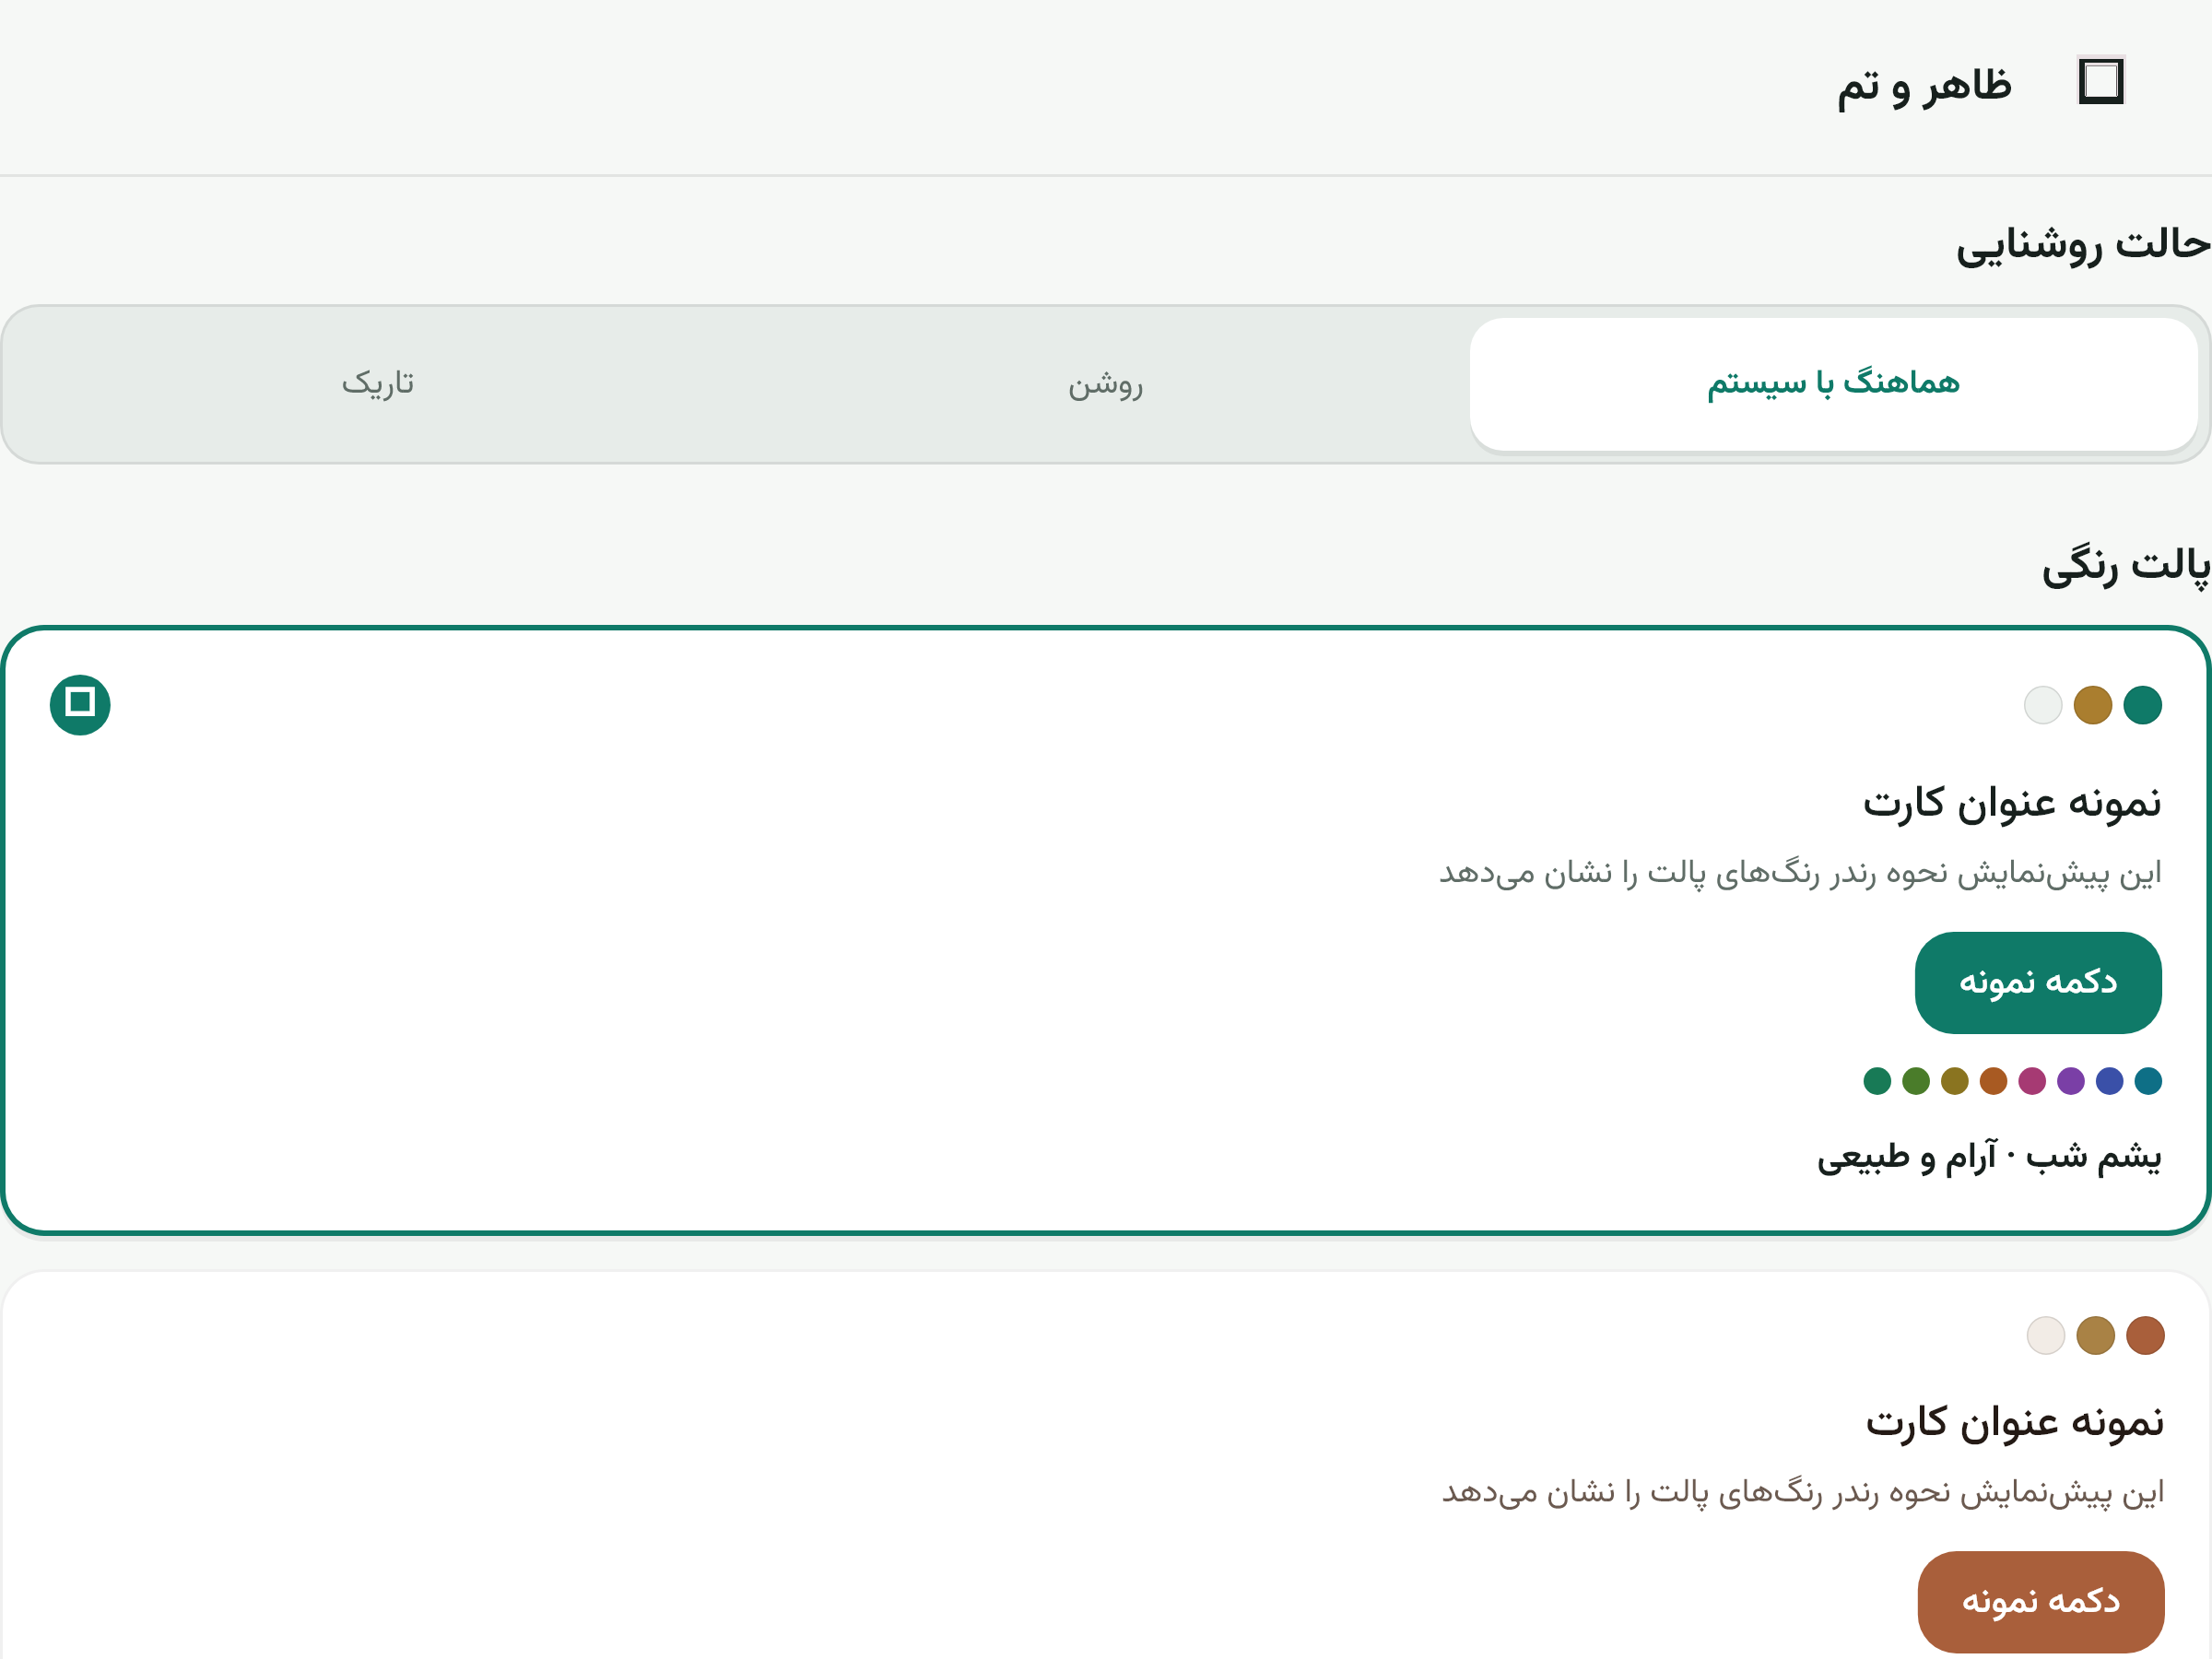 ظاهر و تم
حالت روشنایی
هماهنگ با سیستم
روشن
تاریک
پالت رنگی
نمونه عنوان کارت
این پیش‌نمایش نحوه رندر رنگ‌های پالت را نشان می‌دهد
دکمه نمونه
یشم شب · آرام و طبیعی
نمونه عنوان کارت
این پیش‌نمایش نحوه رندر رنگ‌های پالت را نشان می‌دهد
دکمه نمونه